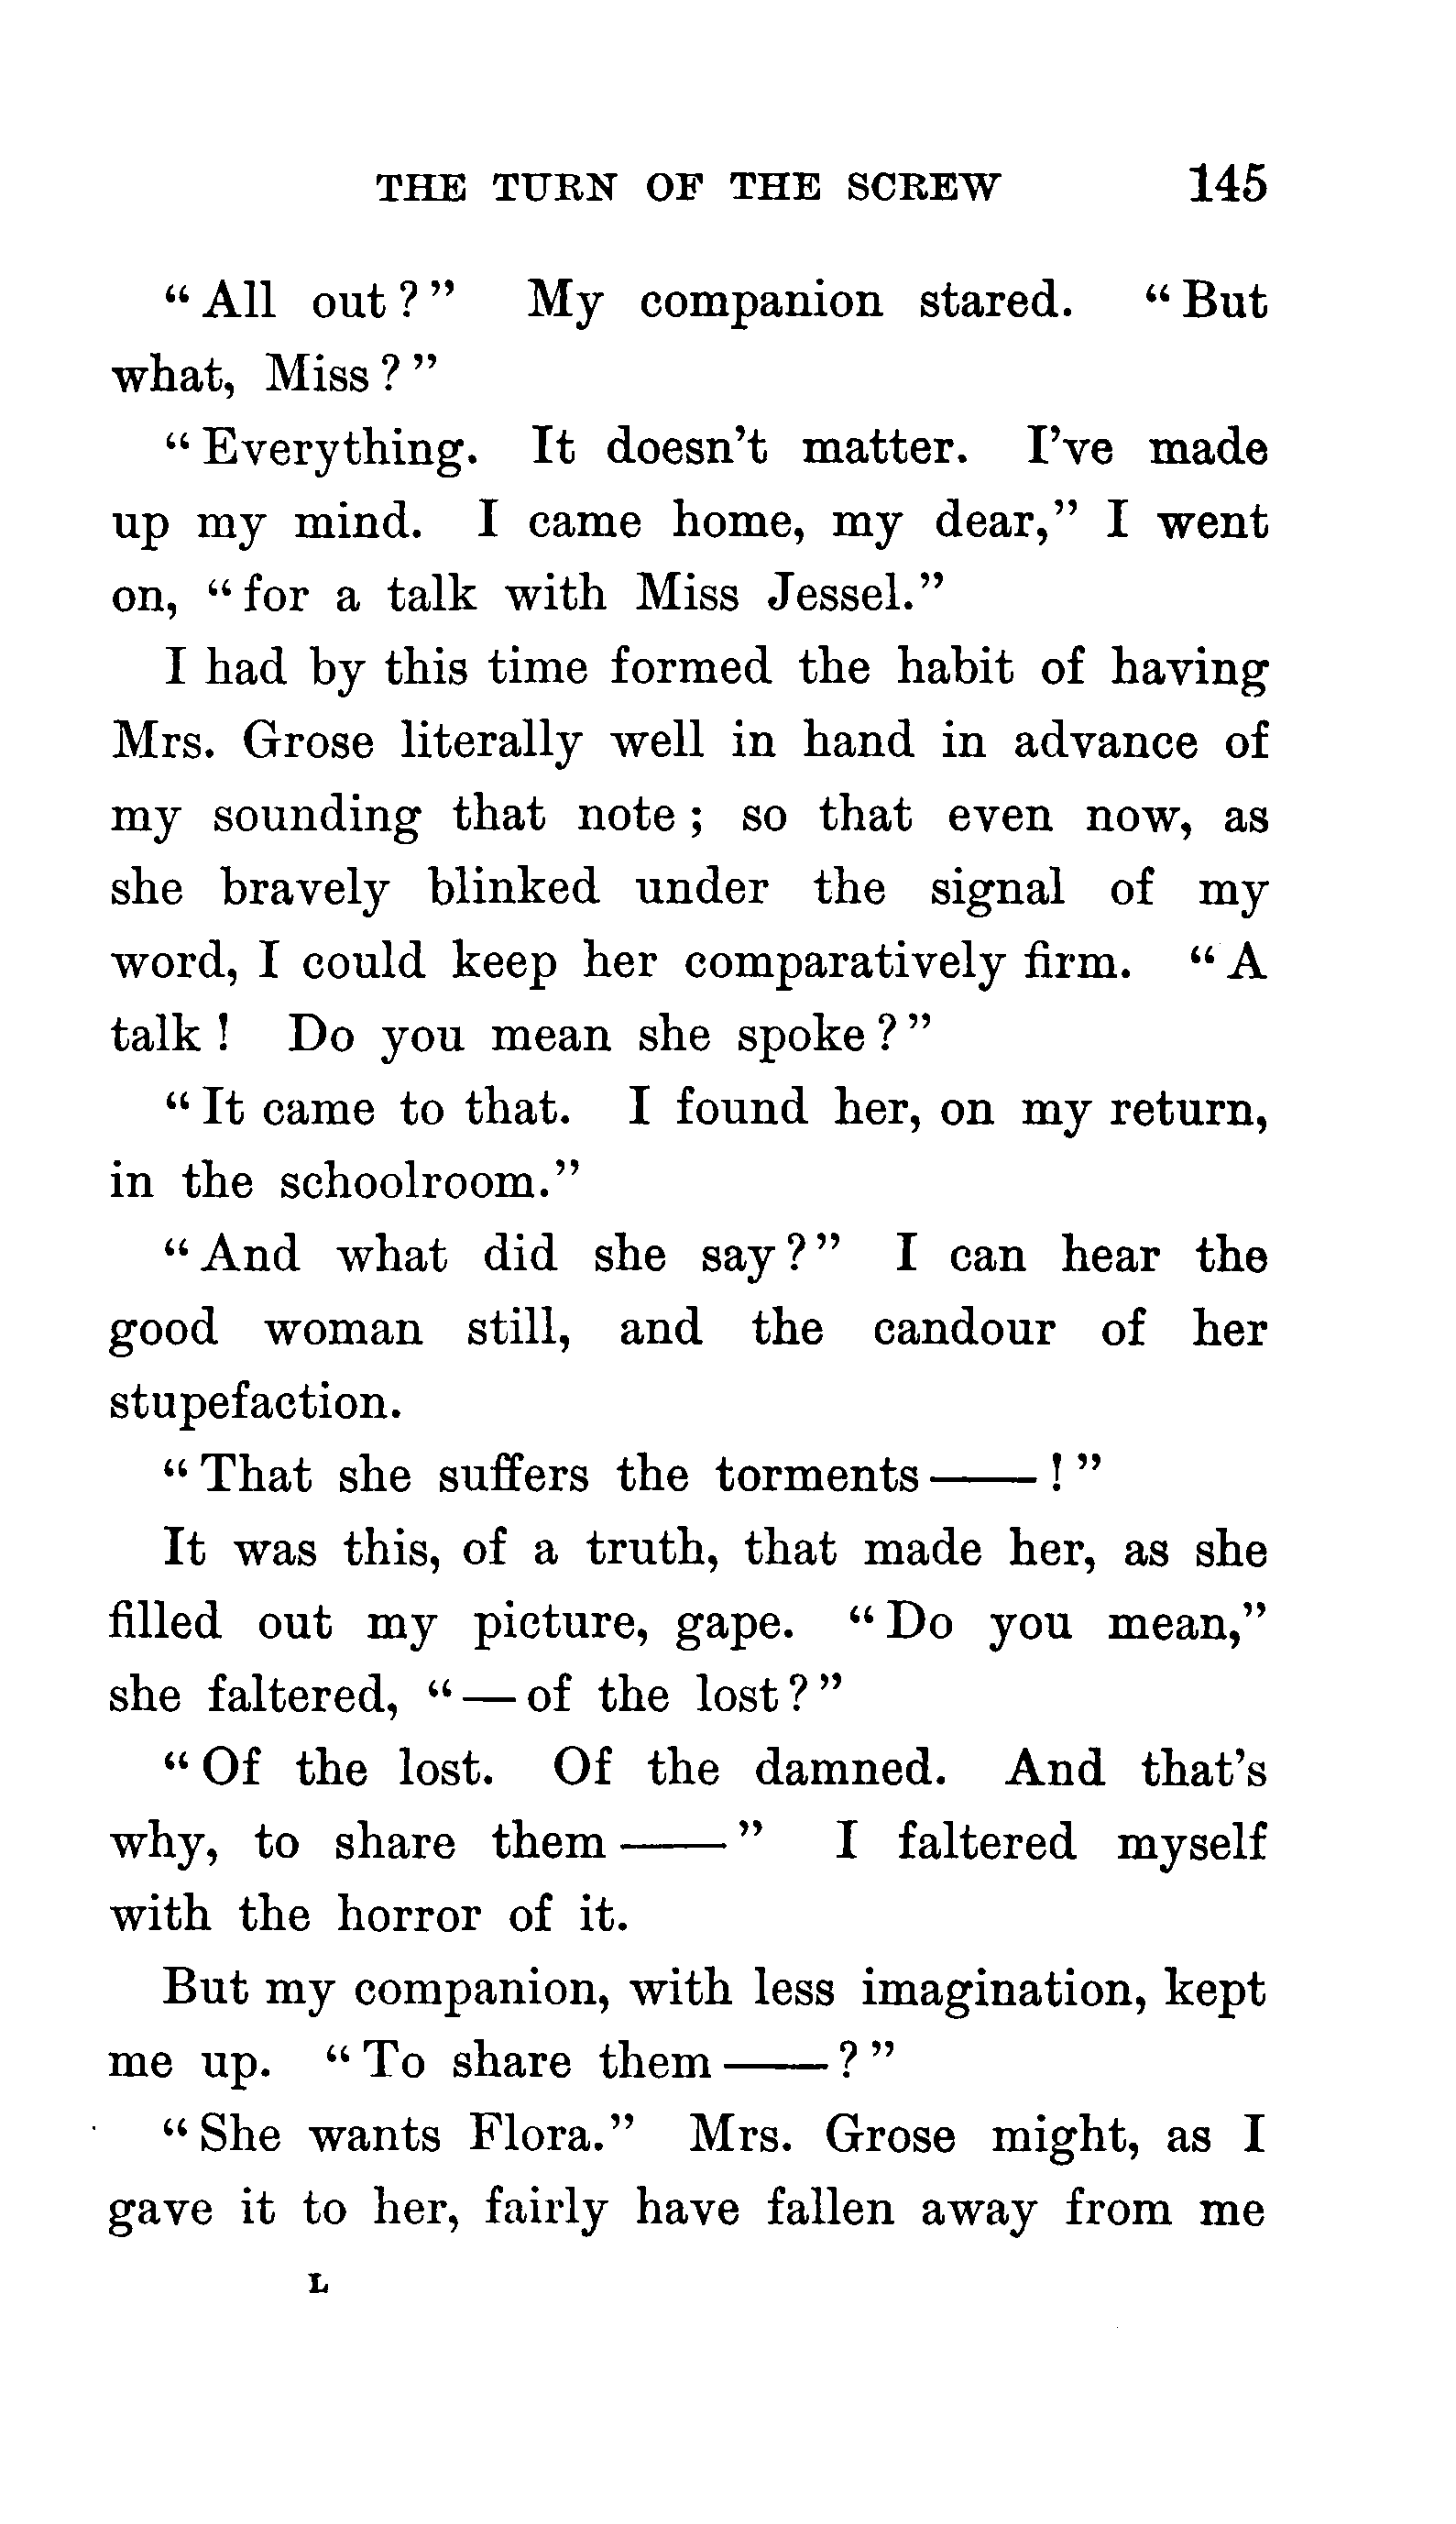 THE TURN OF THE SCREW 145
“All out?” My companion stared. “But
what, Miss?”
“Everything. It doesn’t matter. I’ve made
up my mind. I came home, my dear,” I went
on, “for a talk with Miss Jessel.”
I had by this time formed the habit of having
Mrs. Grose literally well in hand in advance of
my sounding that note; so that even now, as
she bravely blinked under the signal of my
word, I could keep her comparatively firm. “A
talk! Do you mean she spoke?”
“It came to that. I found her, on my return,
in the schoolroom.”
“And what did she say?” I can hear the
good woman still, and the candour of her
stupefaction.
“That she suffers the torments——!”
It was this, of a truth, that made her, as she
filled out my picture, gape. “Do you mean,”
she faltered, “—of the lost?”
“Of the lost. Of the damned. And that’s
why, to share them——” I faltered myself
with the horror of it.
But my companion, with less imagination, kept
me up. “To share them——?”
“She wants Flora.” Mrs. Grose might, as I
gave it to her, fairly have fallen away from me
L